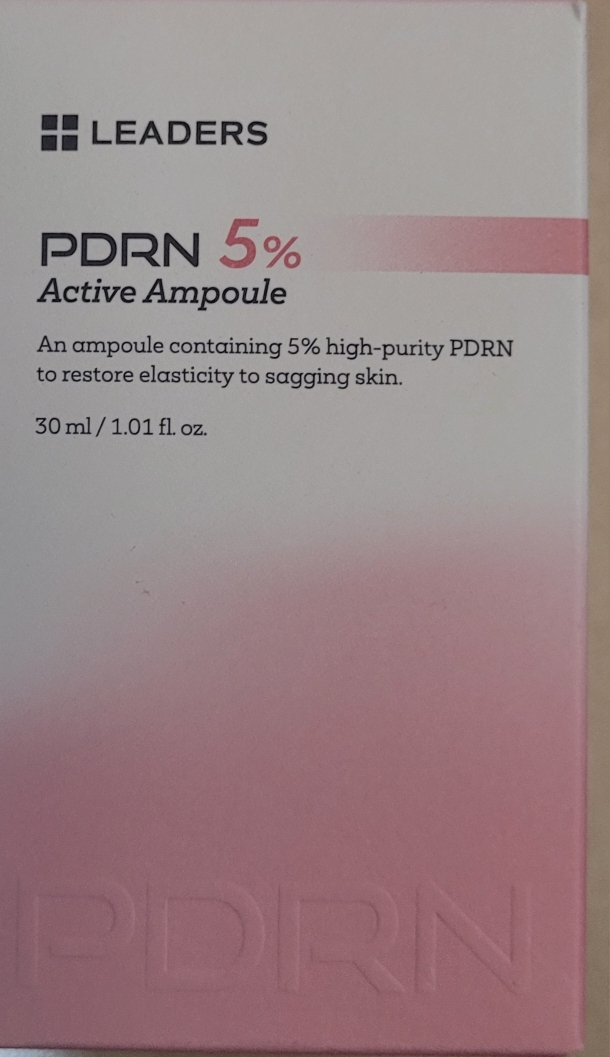 LEADERS
PDRN 5%
Active Ampoule
An ampoule containing 5% high-purity PDRN
to restore elasticity to sagging skin.
30 ml / 1.01 fl. oz.
PDRN